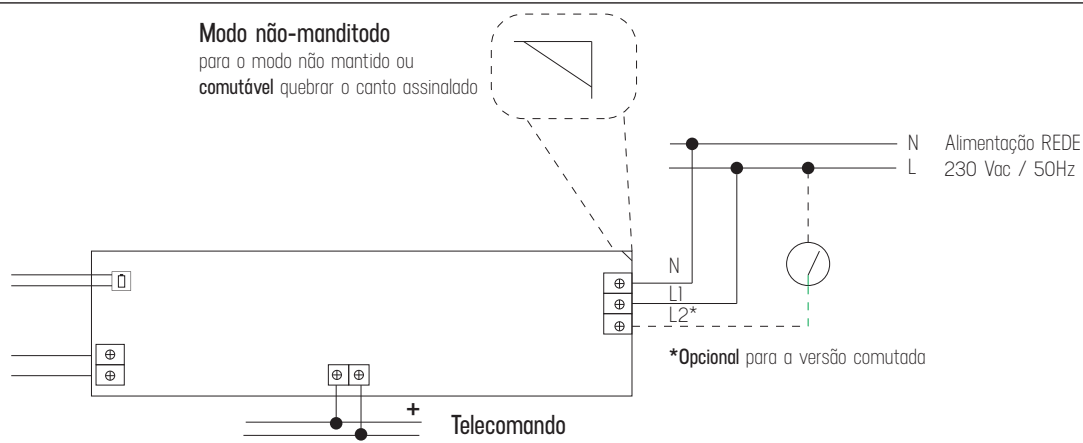 Modo não-manditodo
para o modo não mantido ou
comutável quebrar o canto assinalado
N Alimentação REDE
L 230 Vac / 50Hz
N
L1
L2*
*Opcional para a versão comutada
+
Telecomando